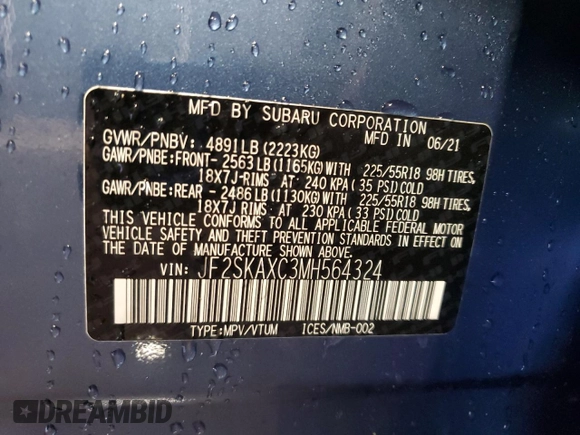 MFD BY SUBARU CORPORATION
MFD IN 06/21
GVWR/PNBV: 4891LB (2223KG)
GAWR/PNBE:FRONT- 2563LB (1165KG)WITH 225/55R18 98H TIRES,
18X7J-RIMS AT 240 KPA (35 PSI)COLD
GAWR/PNBE:REAR - 2486LB (1130KG)WITH 225/55R18 98H TIRES,
18X7J RIMS AT 230 KPA (33 PSI)COLD
THIS VEHICLE CONFORMS TO ALL APPLICABLE FEDERAL MOTOR
VEHICLE SAFETY AND THEFT PREVENTION STANDARDS IN EFFECT ON
THE DATE OF MANUFACTURE SHOWN ABOVE.
VIN: JF2SKAXC3MH564324
TYPE:MPV/VTUM ICES/NMB-002
DREAMBID